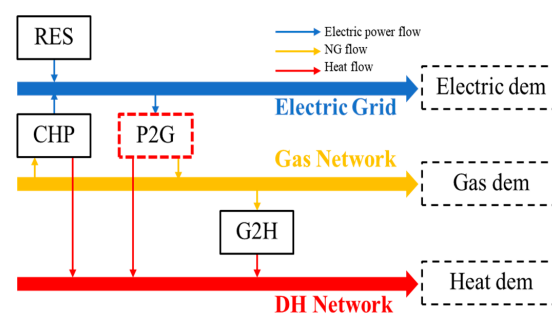 RES
Electric power flow
NG flow
Heat flow
Electric dem
Electric Grid
CHP
P2G
Gas Network
Gas dem
G2H
Heat dem
DH Network